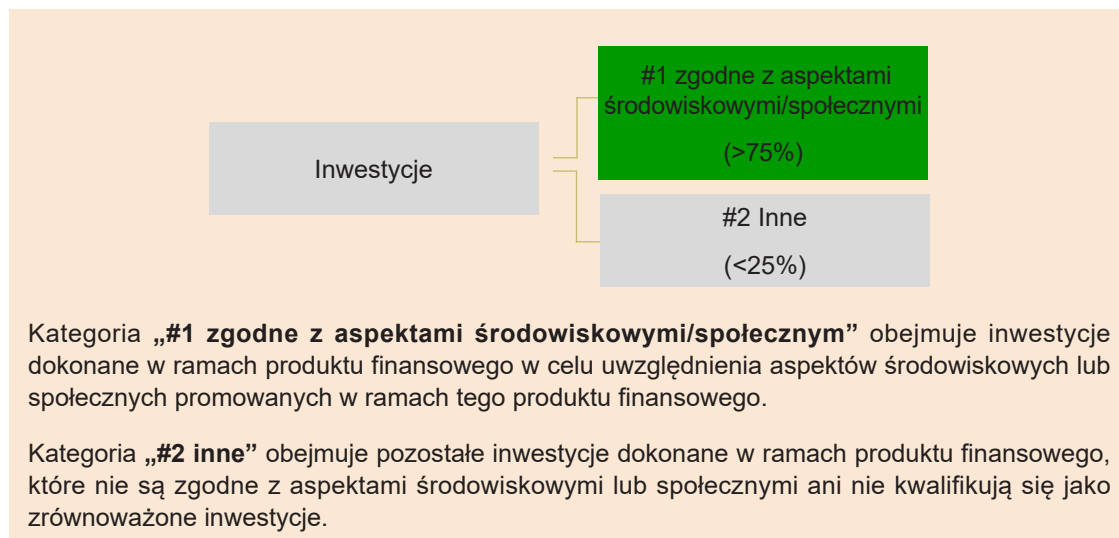 #1 zgodne z aspektami
środowiskowymi/społecznymi
(>75%)
Inwestycje
#2 Inne
(<25%)
Kategoria „#1 zgodne z aspektami środowiskowymi/społecznym” obejmuje inwestycje
dokonane w ramach produktu finansowego w celu uwzględnienia aspektów środowiskowych lub
społecznych promowanych w ramach tego produktu finansowego.
Kategoria „#2 inne” obejmuje pozostałe inwestycje dokonane w ramach produktu finansowego,
które nie są zgodne z aspektami środowiskowymi lub społecznymi ani nie kwalifikują się jako
zrównoważone inwestycje.